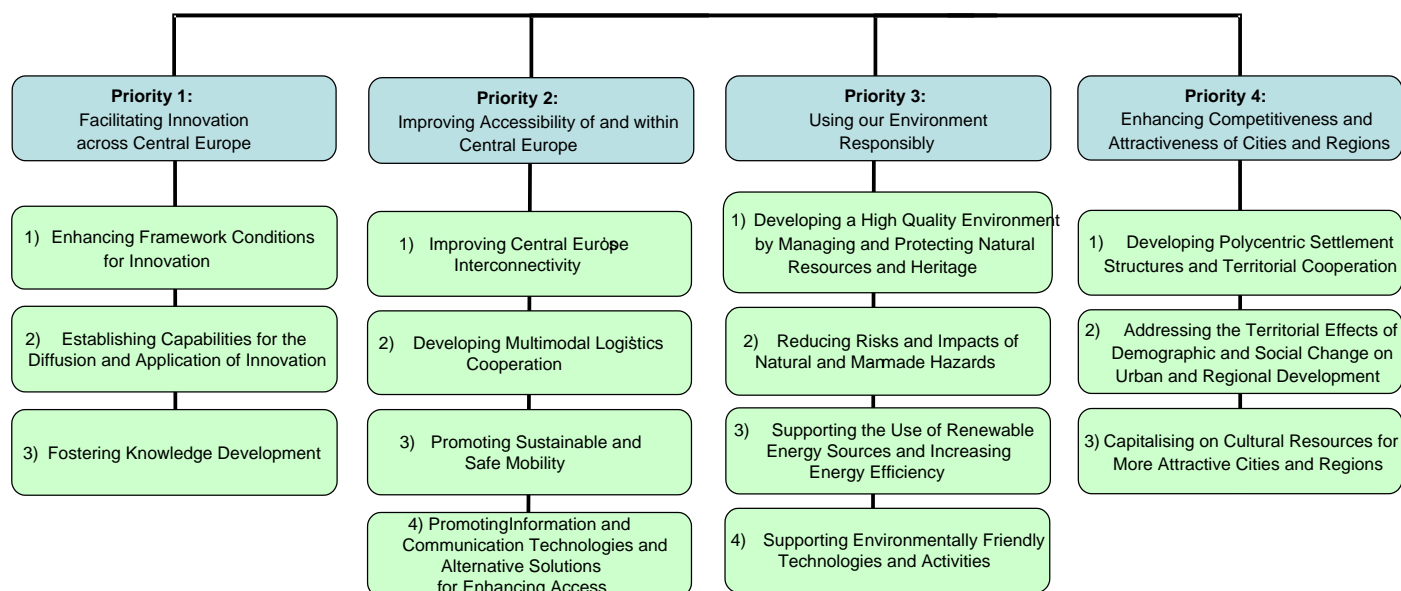 Priority 1:
Facilitating Innovation
across Central Europe
1) Enhancing Framework Conditions
for Innovation
2) Establishing Capabilities for the
Diffusion and Application of Innovation
3) Fostering Knowledge Development
Priority 2:
Improving Accessibility of and within
Central Europe
1) Improving Central Europe's
Interconnectivity
2) Developing Multimodal Logistics'
Cooperation
3) Promoting Sustainable and
Safe Mobility
4) PromotingInformation and
Communication Technologies and
Alternative Solutions
for Enhancing Access
Priority 3:
Using our Environment
Responsibly
1) Developing a High Quality Environment
by Managing and Protecting Natural
Resources and Heritage
2) Reducing Risks and Impacts of
Natural and Manmade Hazards
3) Supporting the Use of Renewable
Energy Sources and Increasing
Energy Efficiency
4) Supporting Environmentally Friendly
Technologies and Activities
Priority 4:
Enhancing Competitiveness and
Attractiveness of Cities and Regions
1) Developing Polycentric Settlement
Structures and Territorial Cooperation
2) Addressing the Territorial Effects of
Demographic and Social Change on
Urban and Regional Development
3) Capitalising on Cultural Resources for
More Attractive Cities and Regions